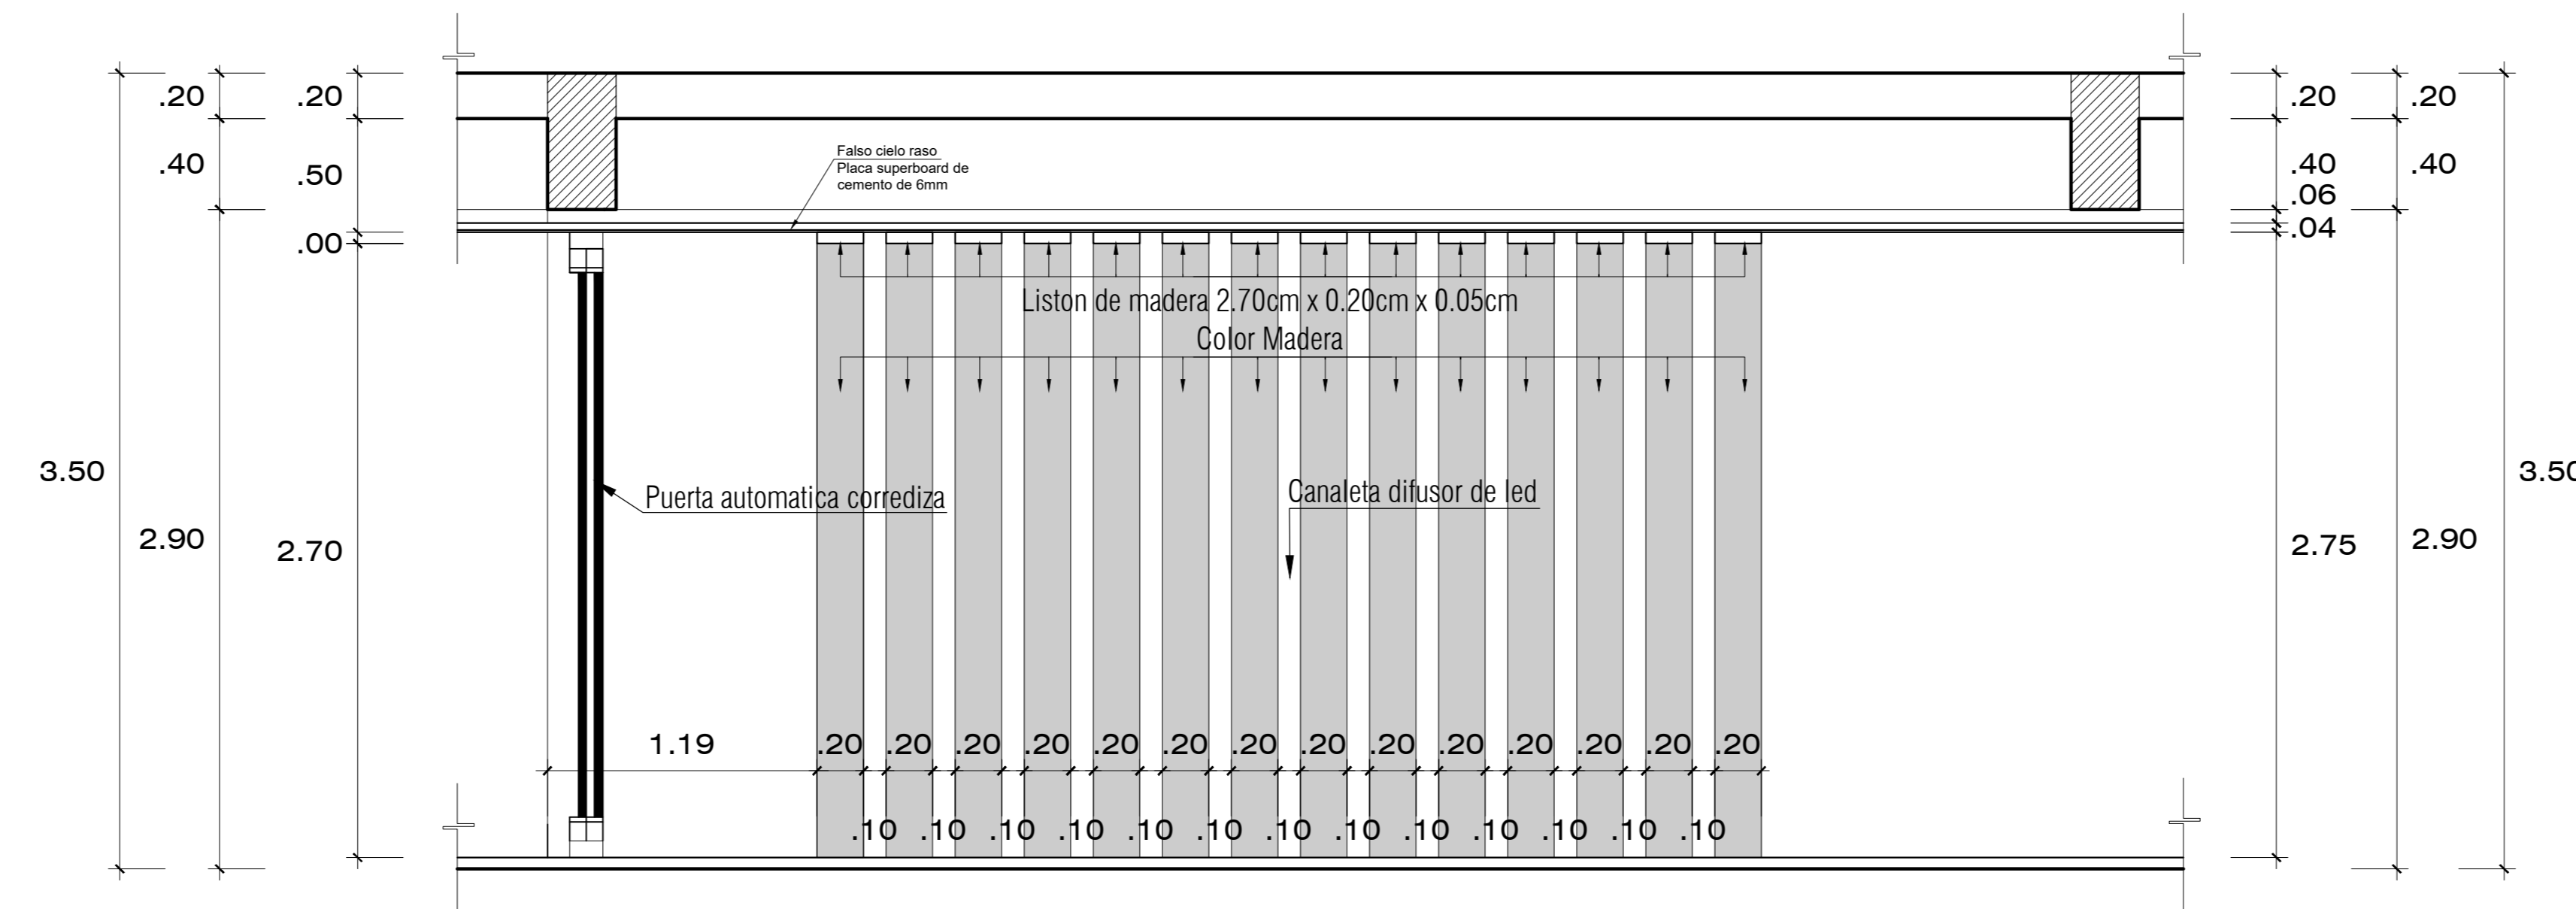 .20
.20
.20
.20
.40
.50
.40
.40
.06
.00
.04
Falso cielo raso
Placa superboard de
cemento de 6mm
Liston de madera 2.70cm x 0.20cm x 0.05cm
Color Madera
3.50
3.50
Puerta automatica corrediza
Canaleta difusor de led
2.90
2.70
2.75
2.90
1.19
.20 .20 .20 .20 .20 .20 .20 .20 .20 .20 .20 .20 .20 .20
.10 .10 .10 .10 .10 .10 .10 .10 .10 .10 .10 .10 .10